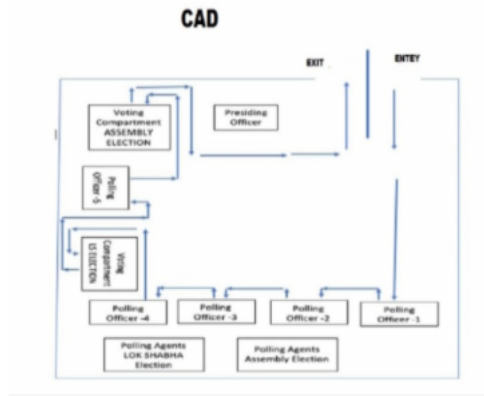 CAD
EXIT
ENTEY
Voting
Compartment
ASSEMBLY
ELECTION
Presiding
Officer
Polling
Officer -5
Voting
Compartment
LS ELECTION
Polling
Officer -4
Polling
Officer -3
Polling
Officer -2
Polling
Officer -1
Polling Agents
LOK SHABHA
Election
Polling Agents
Assembly Election